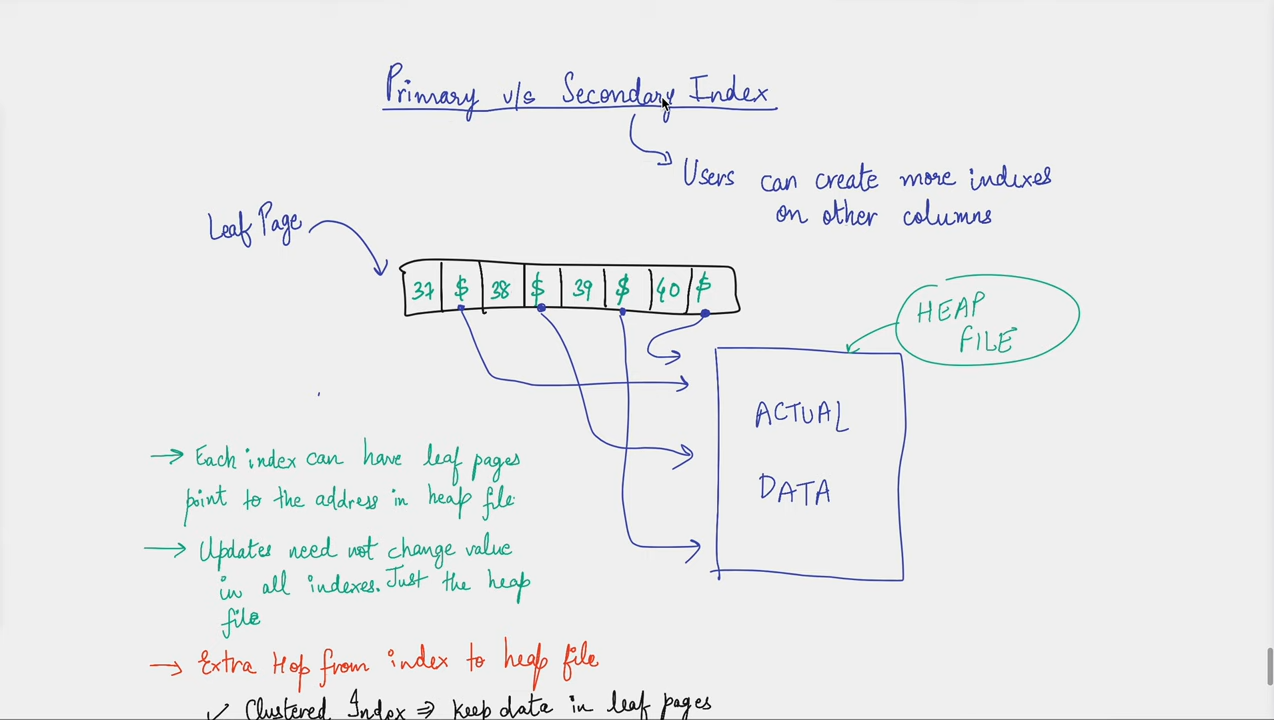 Primary v/s Secondary Index
Users can create more indexes
on other columns
Leaf Page
37 $ 38 $ 39 $ 40 $
HEAP
FILE
ACTUAL
DATA
→ Each index can have leaf pages
point to the address in heap file.
→ Updates need not change value
in all indexes. Just the heap
file
→ Extra Hop from index to heap file
✓ Clustered Index ⇒ keep data in leaf pages